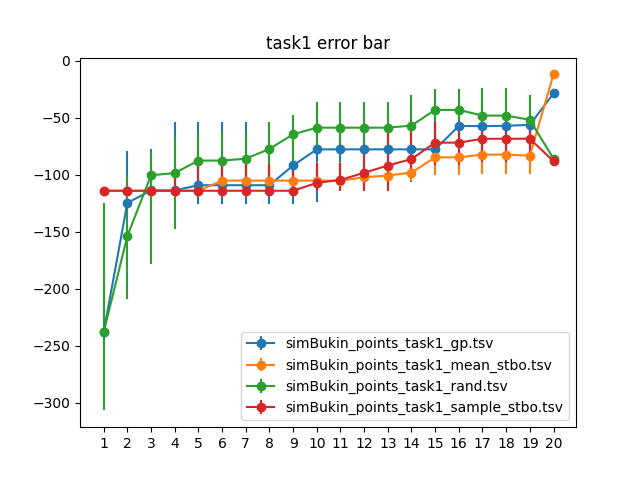 task1 error bar
0
−50
−100
−150
−200
−250
−300
simBukin_points_task1_gp.tsv
simBukin_points_task1_mean_stbo.tsv
simBukin_points_task1_rand.tsv
simBukin_points_task1_sample_stbo.tsv
1 2 3 4 5 6 7 8 9 10 11 12 13 14 15 16 17 18 19 20